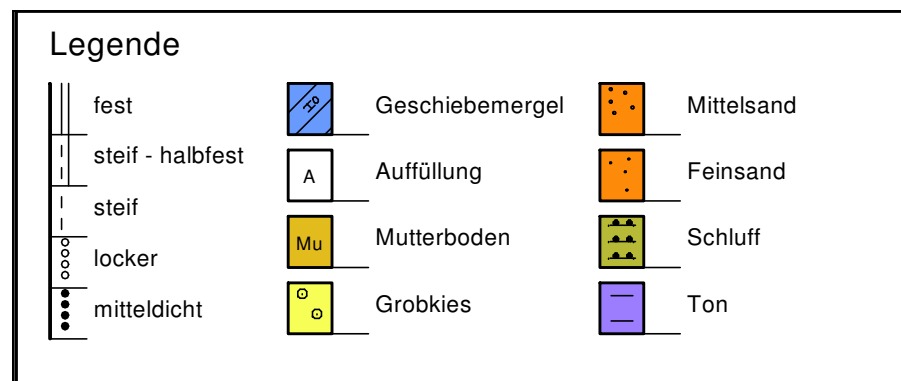 Legende
fest
steif - halbfest
steif
locker
mitteldicht
Geschiebemergel
A Auffüllung
Mu Mutterboden
Grobkies
Mittelsand
Feinsand
Schluff
Ton